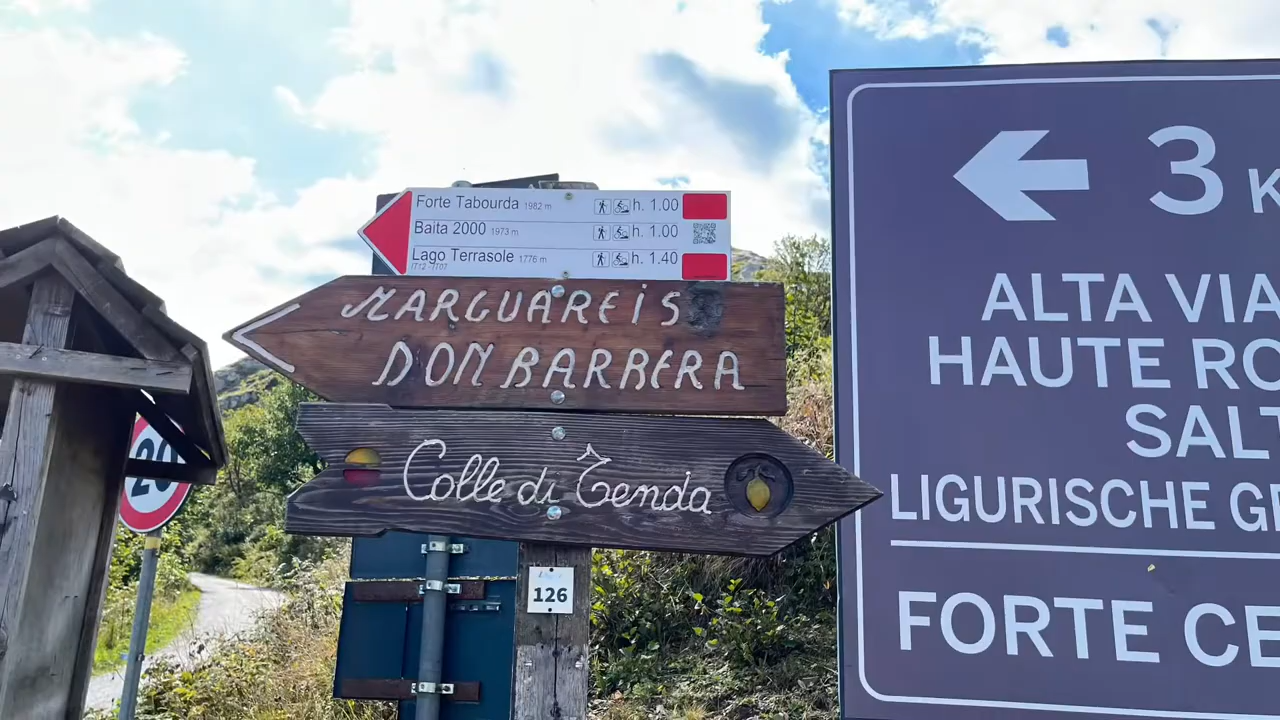 Forte Tabourda 1982 m h. 1.00
Baita 2000 1973 m h. 1.00
Lago Terrasole 1776 m h. 1.40
MARGUAREIS
DON BARBERA
Colle di Tenda
126
20
3 K
ALTA VIA
HAUTE RO
SALT
LIGURISCHE G
FORTE CE